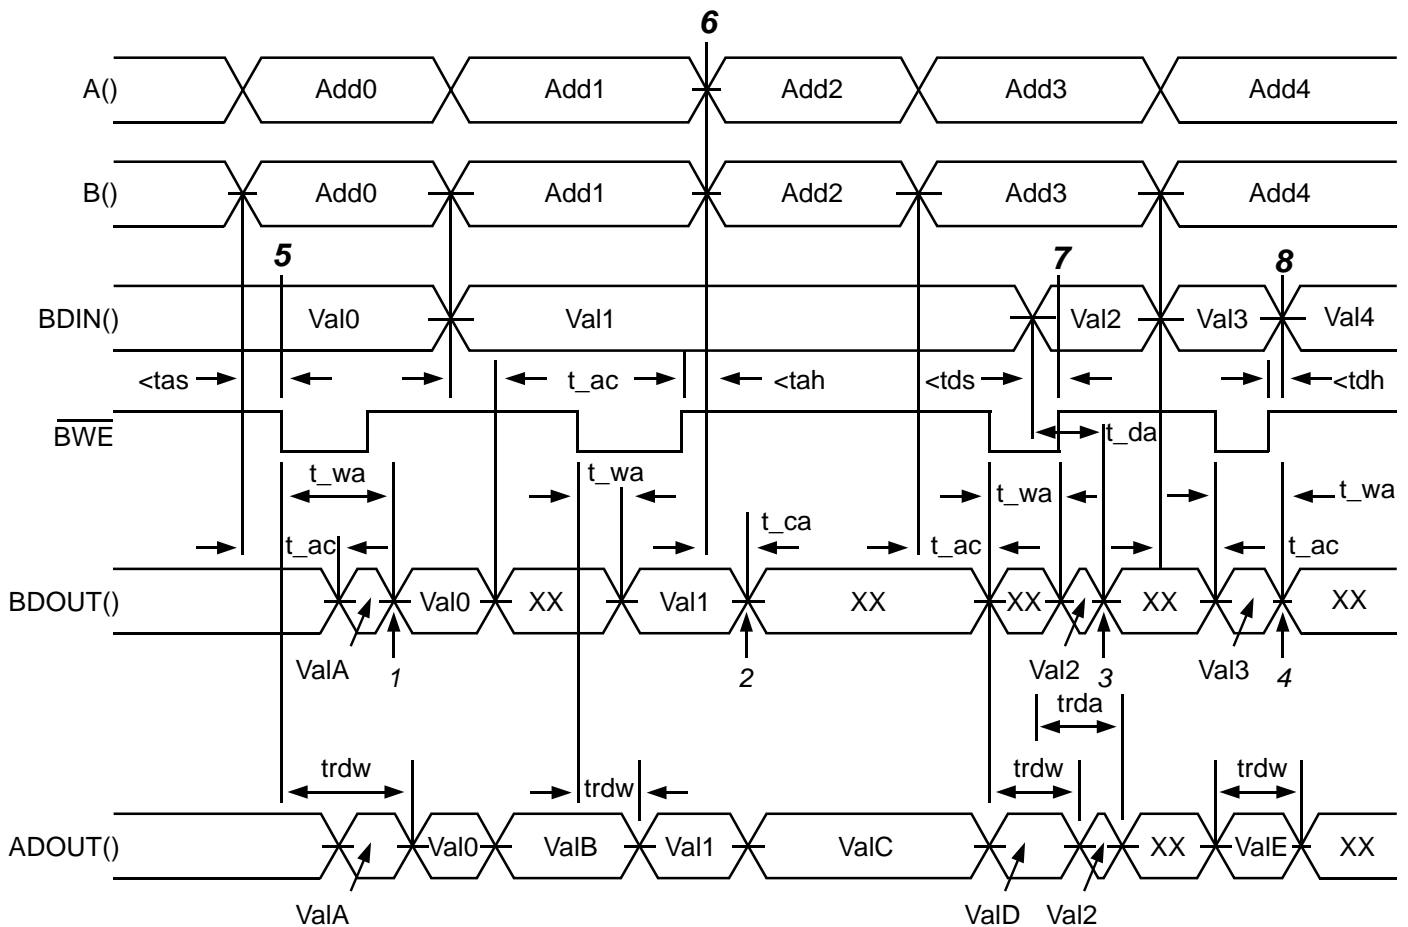 6
A() Add0 Add1 Add2 Add3 Add4
B() Add0 Add1 Add2 Add3 Add4
5 7 8
BDIN() Val0 Val1 Val2 Val3 Val4
<tas t_ac <tah <tds <tdh
BWE t_da
t_wa t_wa t_wa t_wa
t_ca
t_ac t_ac t_ac
BDOUT() Val0 XX Val1 XX XX XX XX
ValA 1 2 Val2 3 Val3 4
trda
trdw trdw trdw trdw
ADOUT() Val0 ValB Val1 ValC XX ValE XX
ValA ValD Val2